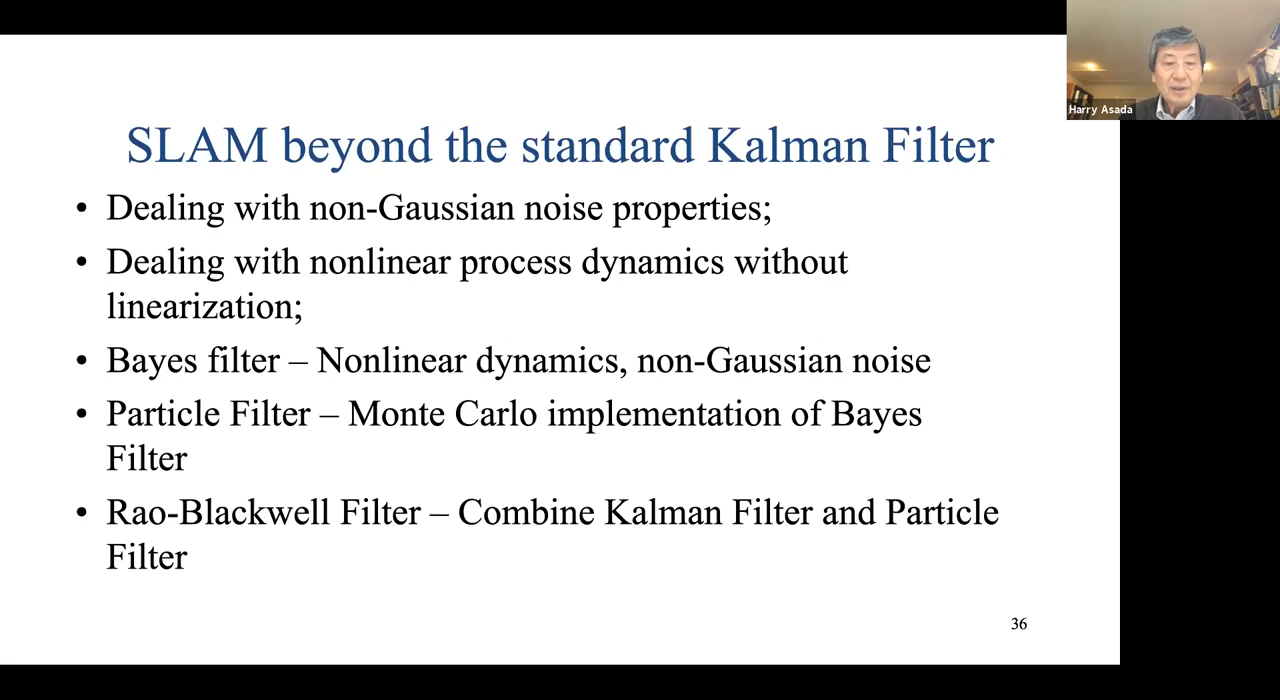 Harry Asada
SLAM beyond the standard Kalman Filter
• Dealing with non-Gaussian noise properties;
• Dealing with nonlinear process dynamics without
linearization;
• Bayes filter – Nonlinear dynamics, non-Gaussian noise
• Particle Filter – Monte Carlo implementation of Bayes
Filter
• Rao-Blackwell Filter – Combine Kalman Filter and Particle
Filter
36